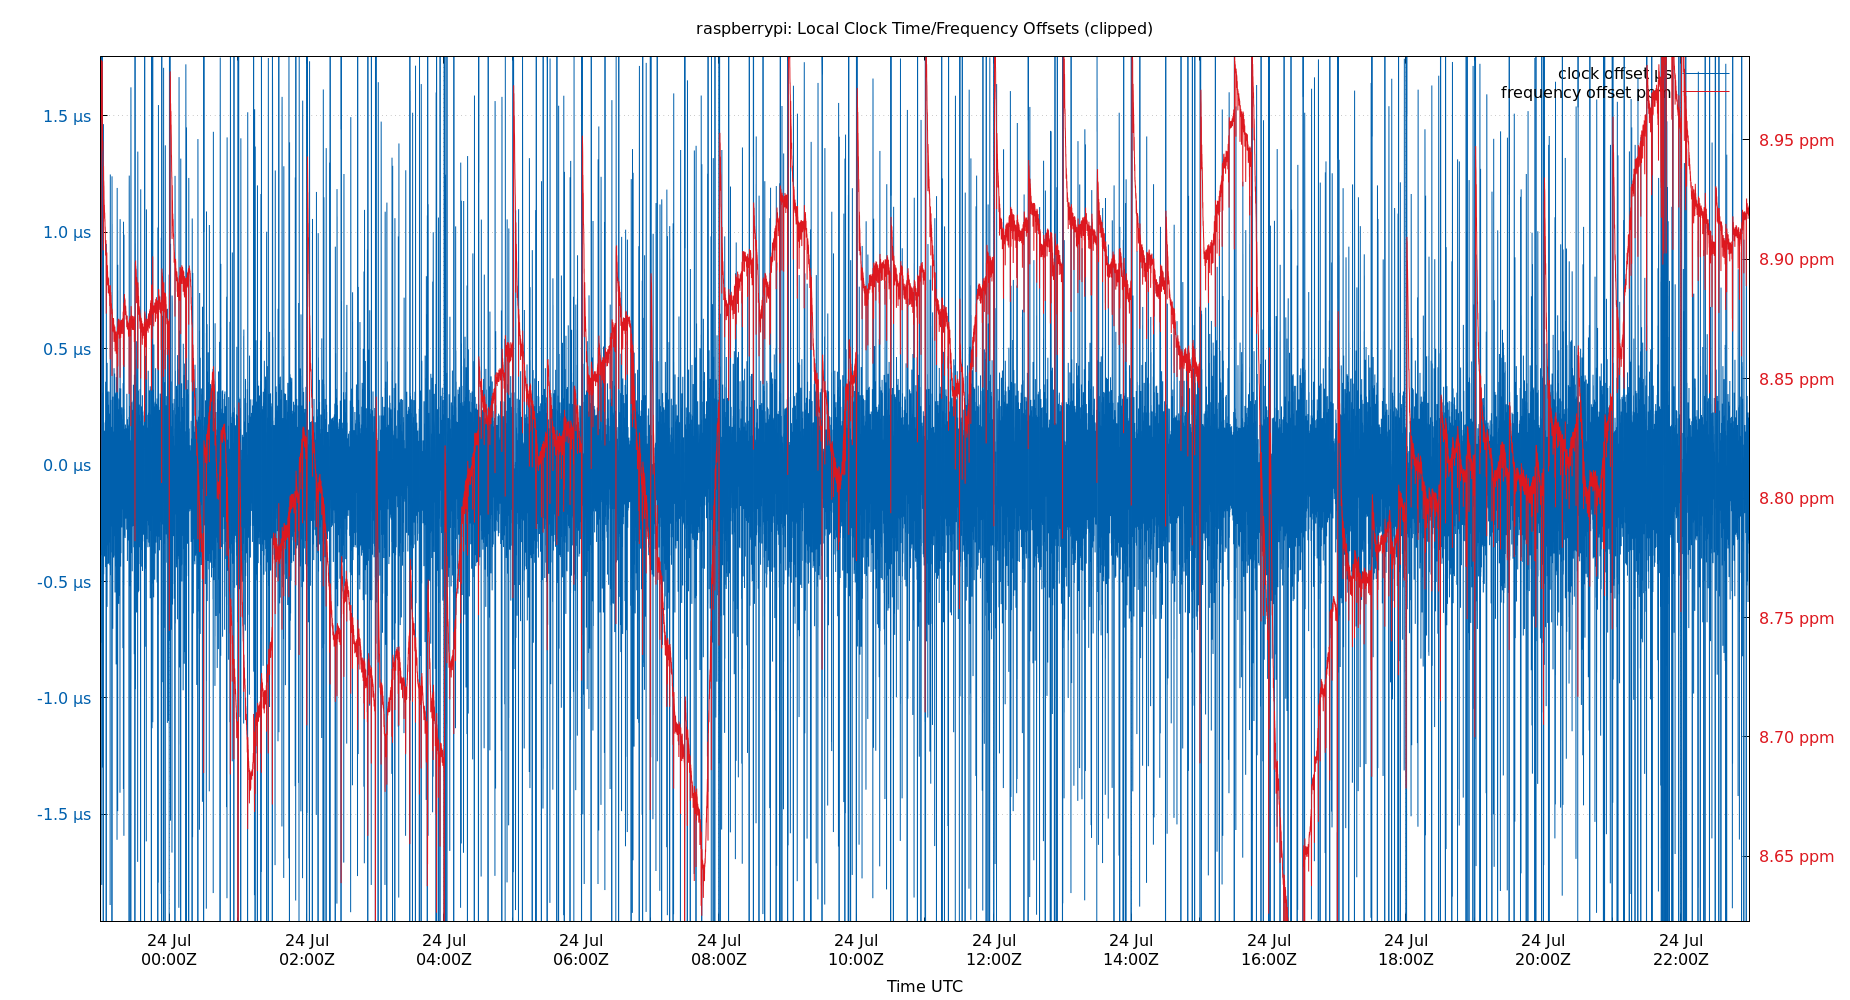 raspberrypi: Local Clock Time/Frequency Offsets (clipped)
clock offset µs
frequency offset ppm
1.5 µs
1.0 µs
0.5 µs
0.0 µs
-0.5 µs
-1.0 µs
-1.5 µs
8.95 ppm
8.90 ppm
8.85 ppm
8.80 ppm
8.75 ppm
8.70 ppm
8.65 ppm
24 Jul 24 Jul 24 Jul 24 Jul 24 Jul 24 Jul 24 Jul 24 Jul 24 Jul 24 Jul 24 Jul 24 Jul
00:00Z 02:00Z 04:00Z 06:00Z 08:00Z 10:00Z 12:00Z 14:00Z 16:00Z 18:00Z 20:00Z 22:00Z
Time UTC